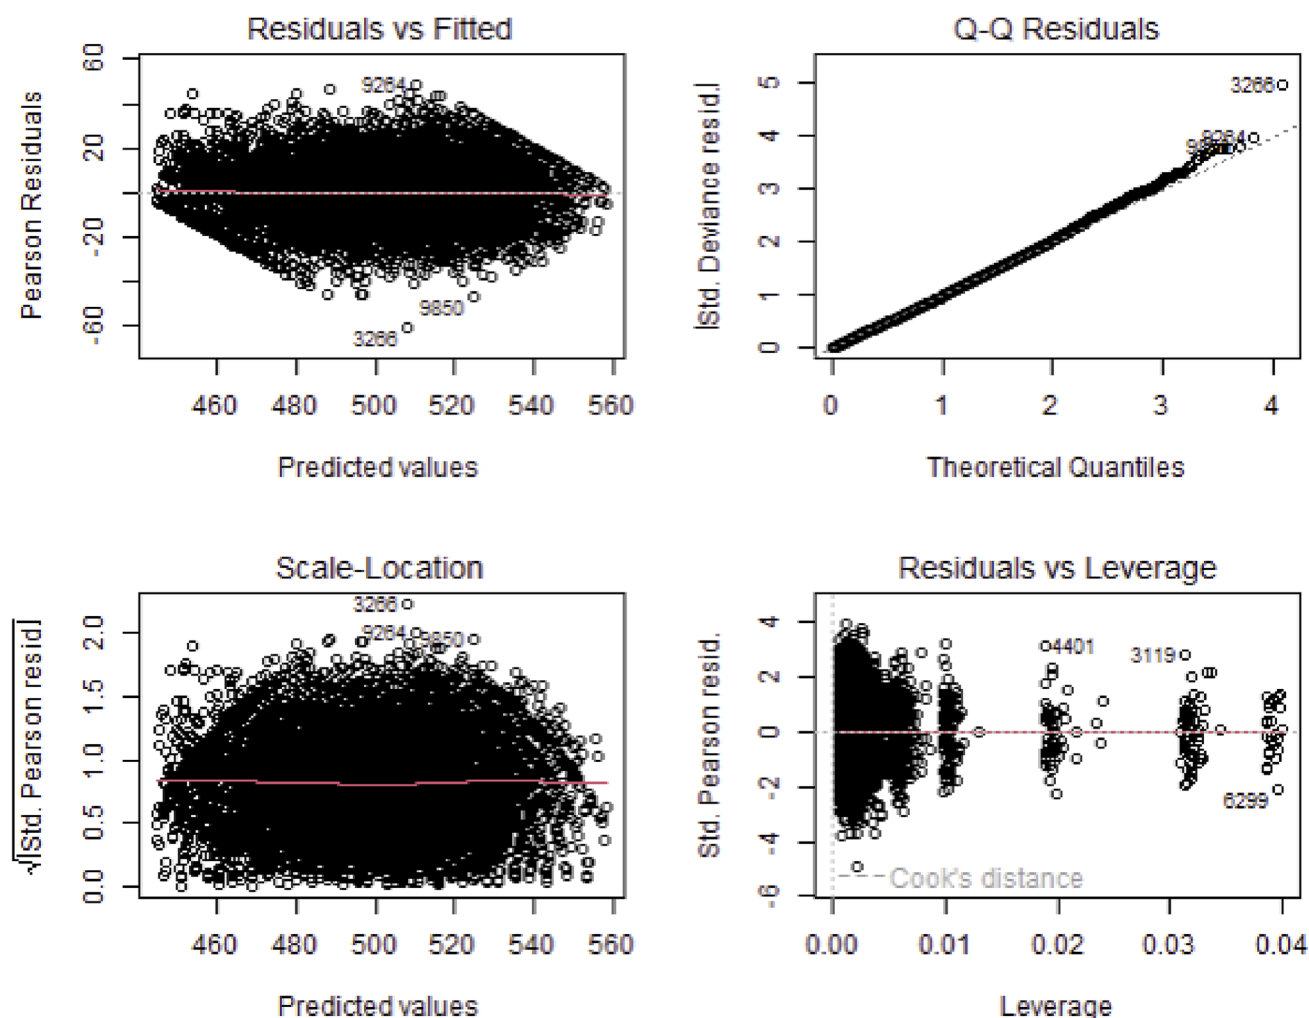 Residuals vs Fitted
Pearson Residuals
60
20
-20
-60
9264
9850
3266
460 480 500 520 540 560
Predicted values
Q-Q Residuals
|Std. Deviance resid.|
5
4
3
2
1
0
3266
9264
0 1 2 3 4
Theoretical Quantiles
Scale-Location
√|Std. Pearson resid|
2.0
1.5
1.0
0.5
0.0
3266
9264 9850
460 480 500 520 540 560
Predicted values
Residuals vs Leverage
Std. Pearson resid.
4
2
0
-2
-4
-6
4401
3119
6299
Cook's distance
0.00 0.01 0.02 0.03 0.04
Leverage